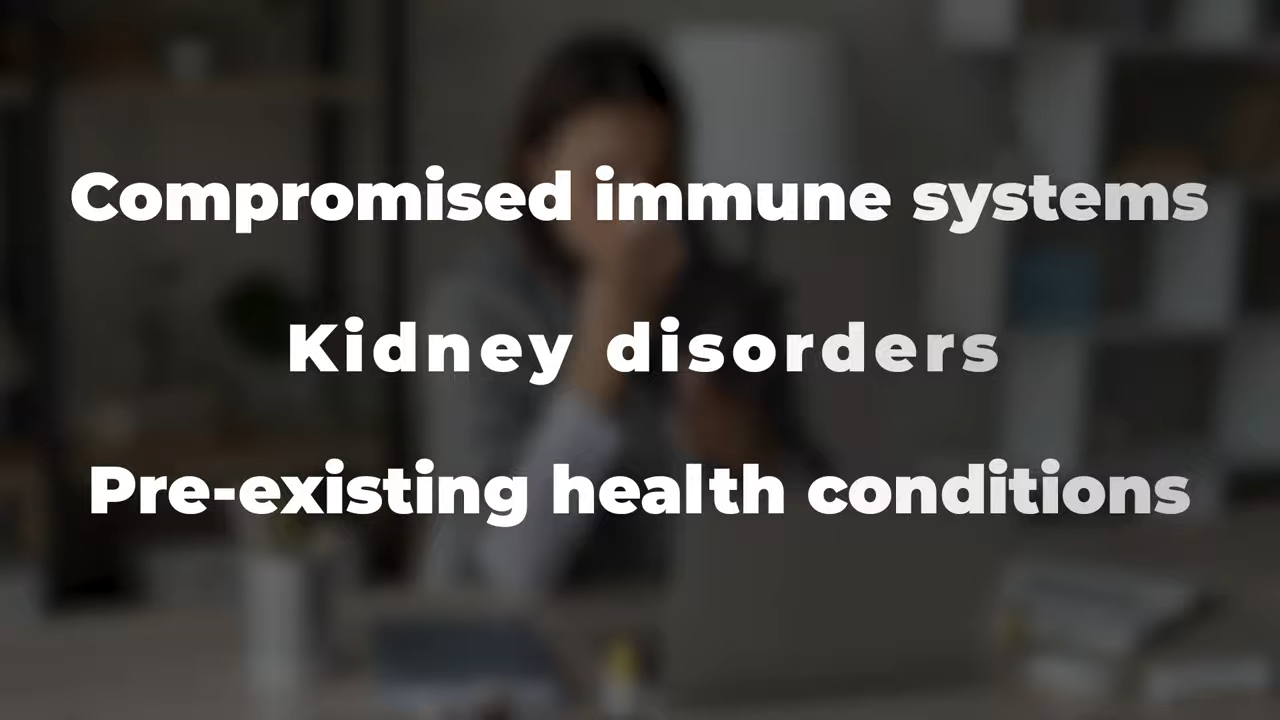 Compromised immune systems
Kidney disorders
Pre-existing health conditions